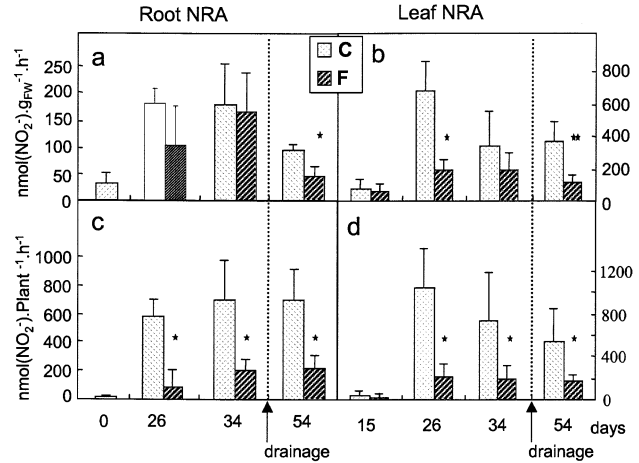 Root NRA
Leaf NRA
C
F
a
b
nmol(NO₂⁻).g_FW⁻¹.h⁻¹
250
200
150
100
50
0
800
600
400
200
0
* * **
c
d
nmol(NO₂⁻).Plant⁻¹.h⁻¹
1000
800
600
400
200
0
1200
800
400
0
* * * * * *
0 26 34 54 15 26 34 54 days
drainage
drainage